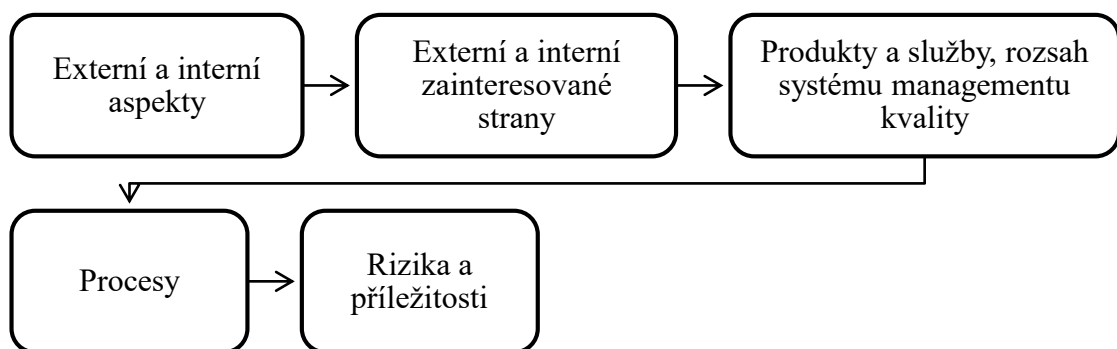 Externí a interní
aspekty
Externí a interní
zainteresované
strany
Produkty a služby, rozsah
systému managementu
kvality
Procesy
Rizika a
příležitosti